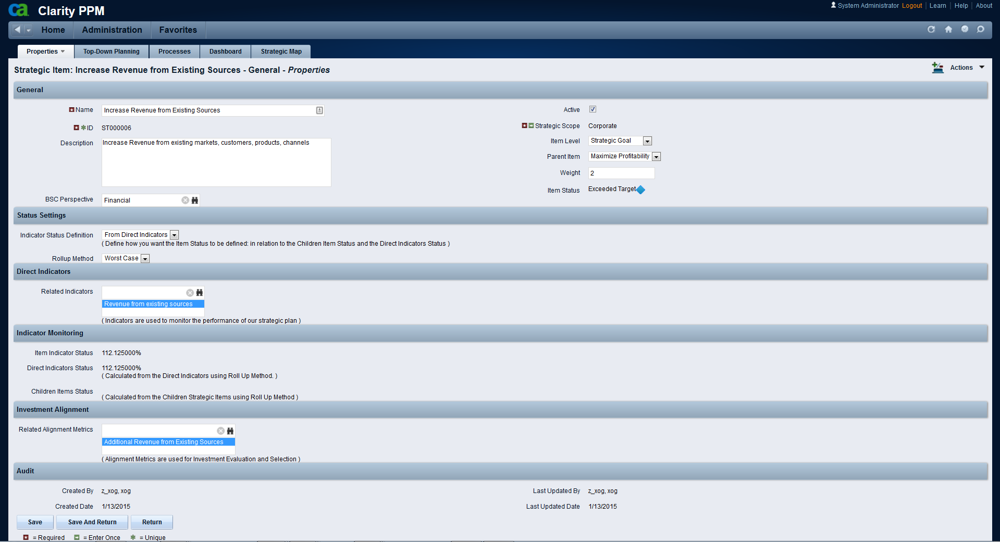 ca Clarity PPM
System Administrator Logout Learn Help About
Home Administration Favorites
Properties Top-Down Planning Processes Dashboard Strategic Map
Strategic Item: Increase Revenue from Existing Sources - General - Properties
Actions
General
Name Increase Revenue from Existing Sources
Active
ID ST000006
Strategic Scope Corporate
Description Increase Revenue from existing markets, customers, products, channels
Item Level Strategic Goal
Parent Item Maximize Profitability
Weight 2
Item Status Exceeded Target
BSC Perspective Financial
Status Settings
Indicator Status Definition From Direct Indicators
( Define how you want the Item Status to be defined: in relation to the Children Item Status and the Direct Indicators Status )
Rollup Method Worst Case
Direct Indicators
Related Indicators
Revenue from existing sources
( Indicators are used to monitor the performance of our strategic plan )
Indicator Monitoring
Item Indicator Status 112.125000%
Direct Indicators Status 112.125000%
( Calculated from the Direct Indicators using Roll Up Method. )
Children Items Status
( Calculated from the Children Strategic Items using Roll Up Method )
Investment Alignment
Related Alignment Metrics
Additional Revenue from Existing Sources
( Alignment Metrics are used for Investment Evaluation and Selection )
Audit
Created By z_xog, xog
Last Updated By z_xog, xog
Created Date 1/13/2015
Last Updated Date 1/13/2015
Save Save And Return Return
= Required = Enter Once = Unique